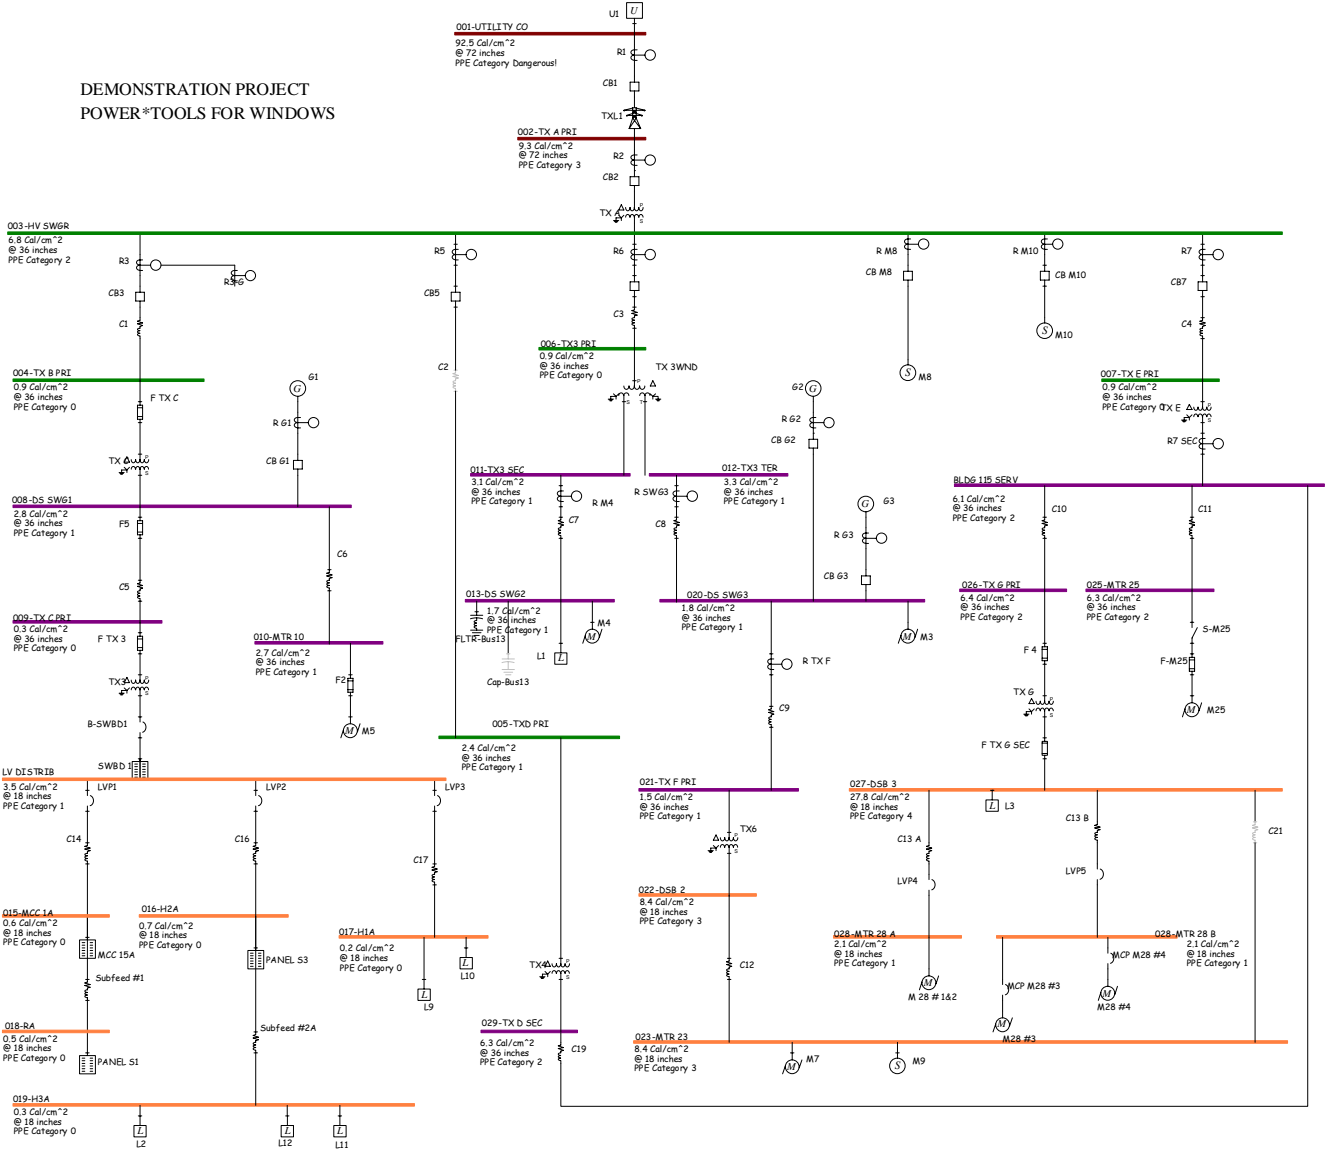 U1
U
001-UTILITY CO
92.5 Cal/cm^2
@ 72 inches
PPE Category Dangerous!
R1
CB1
DEMONSTRATION PROJECT
POWER*TOOLS FOR WINDOWS
TXL1
002-TX A PRI
9.3 Cal/cm^2
@ 72 inches
PPE Category 3
R2
CB2
TX A
P
S
003-HV SWGR
6.8 Cal/cm^2
@ 36 inches
PPE Category 2
R3
R3-G
CB3
C1
R5
CB5
C2
R6
C3
R M8
CB M8
S
M8
R M10
CB M10
S
M10
R7
CB7
C4
004-TX B PRI
0.9 Cal/cm^2
@ 36 inches
PPE Category 0
F TX C
G1
G
R G1
CB G1
006-TX3 PRI
0.9 Cal/cm^2
@ 36 inches
PPE Category 0
TX 3WND
P
S
T
G2
G
R G2
CB G2
007-TX E PRI
0.9 Cal/cm^2
@ 36 inches
PPE Category 0
TX E
P
S
R7 SEC
P
S
008-DS SWG1
2.8 Cal/cm^2
@ 36 inches
PPE Category 1
F5
C5
C6
011-TX3 SEC
3.1 Cal/cm^2
@ 36 inches
PPE Category 1
R M4
C7
012-TX3 TER
3.3 Cal/cm^2
@ 36 inches
PPE Category 1
R SWG3
C8
G
G3
R G3
CB G3
BLDG 115 SERV
6.1 Cal/cm^2
@ 36 inches
PPE Category 2
C10
C11
009-TX C PRI
0.3 Cal/cm^2
@ 36 inches
PPE Category 0
F TX 3
TX3
P
S
B-SWBD1
SWBD 1
010-MTR 10
2.7 Cal/cm^2
@ 36 inches
PPE Category 1
F2
M
M5
013-DS SWG2
1.7 Cal/cm^2
@ 36 inches
PPE Category 1
FLTR-Bus13
Cap-Bus13
L1
L
M4
M
020-DS SWG3
1.8 Cal/cm^2
@ 36 inches
PPE Category 1
M
M3
R TX F
C9
026-TX G PRI
6.4 Cal/cm^2
@ 36 inches
PPE Category 2
F 4
TX G
P
S
F TX G SEC
025-MTR 25
6.3 Cal/cm^2
@ 36 inches
PPE Category 2
S-M25
F-M25
M
M25
005-TXD PRI
2.4 Cal/cm^2
@ 36 inches
PPE Category 1
LV DISTRIB
3.5 Cal/cm^2
@ 18 inches
PPE Category 1
LVP1
LVP2
LVP3
C14
C16
C17
021-TX F PRI
1.5 Cal/cm^2
@ 36 inches
PPE Category 1
TX6
P
S
027-DSB 3
27.8 Cal/cm^2
@ 18 inches
PPE Category 4
L
L3
C13 A
LVP4
C13 B
LVP5
C21
015-MCC 1A
0.6 Cal/cm^2
@ 18 inches
PPE Category 0
MCC 15A
Subfeed #1
016-H2A
0.7 Cal/cm^2
@ 18 inches
PPE Category 0
PANEL S3
Subfeed #2A
017-H1A
0.2 Cal/cm^2
@ 18 inches
PPE Category 0
L
L9
L
L10
TX4
P
S
022-DSB 2
8.4 Cal/cm^2
@ 18 inches
PPE Category 3
C12
028-MTR 28 A
2.1 Cal/cm^2
@ 18 inches
PPE Category 1
M
M 28 #1&2
028-MTR 28 B
2.1 Cal/cm^2
@ 18 inches
PPE Category 1
MCP M28 #3
M
M28 #3
MCP M28 #4
M
M28 #4
018-RA
0.5 Cal/cm^2
@ 18 inches
PPE Category 0
PANEL S1
029-TX D SEC
6.3 Cal/cm^2
@ 36 inches
PPE Category 2
C19
023-MTR 23
8.4 Cal/cm^2
@ 18 inches
PPE Category 3
M
M7
S
M9
019-H3A
0.3 Cal/cm^2
@ 18 inches
PPE Category 0
L
L2
L
L12
L
L11